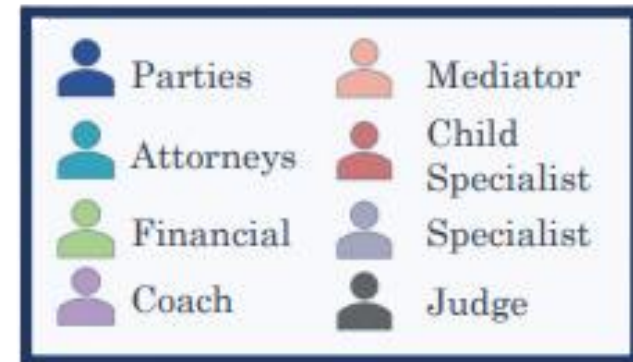 Parties
Attorneys
Financial
Coach
Mediator
Child
Specialist
Specialist
Judge